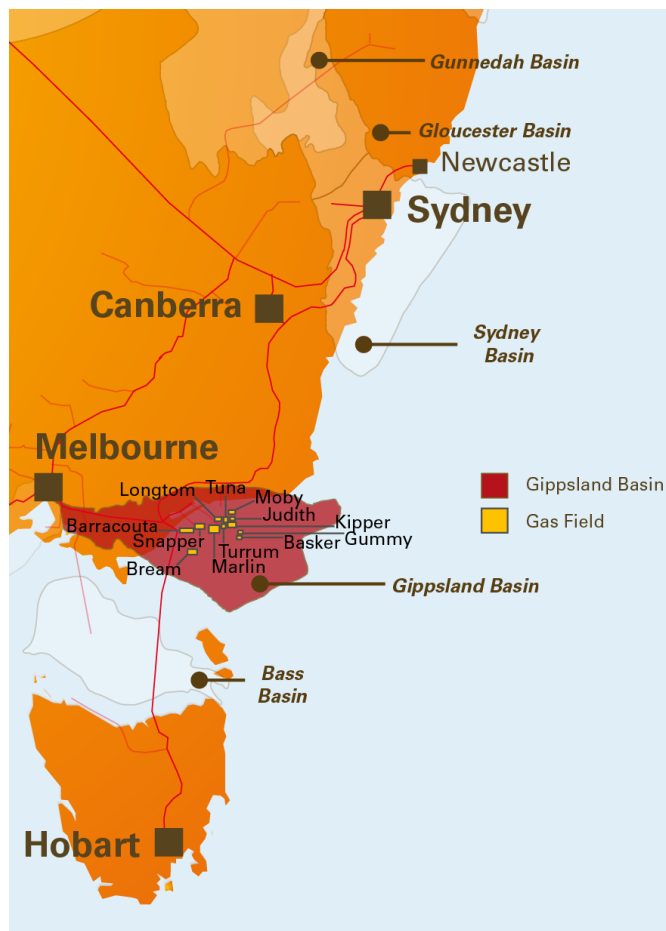 Gunnedah Basin
Gloucester Basin
Newcastle
Sydney
Canberra
Sydney
Basin
Melbourne
Longtom
Tuna
Moby
Judith
Barracouta
Kipper
Snapper
Basker
Gummy
Turrum
Bream
Marlin
Gippsland Basin
Gas Field
Gippsland Basin
Bass
Basin
Hobart